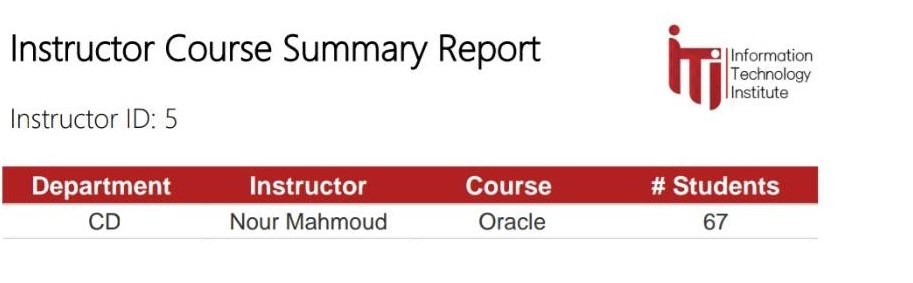 Instructor Course Summary Report
iTi
Information
Technology
Institute
Instructor ID: 5
Department Instructor Course # Students
CD Nour Mahmoud Oracle 67